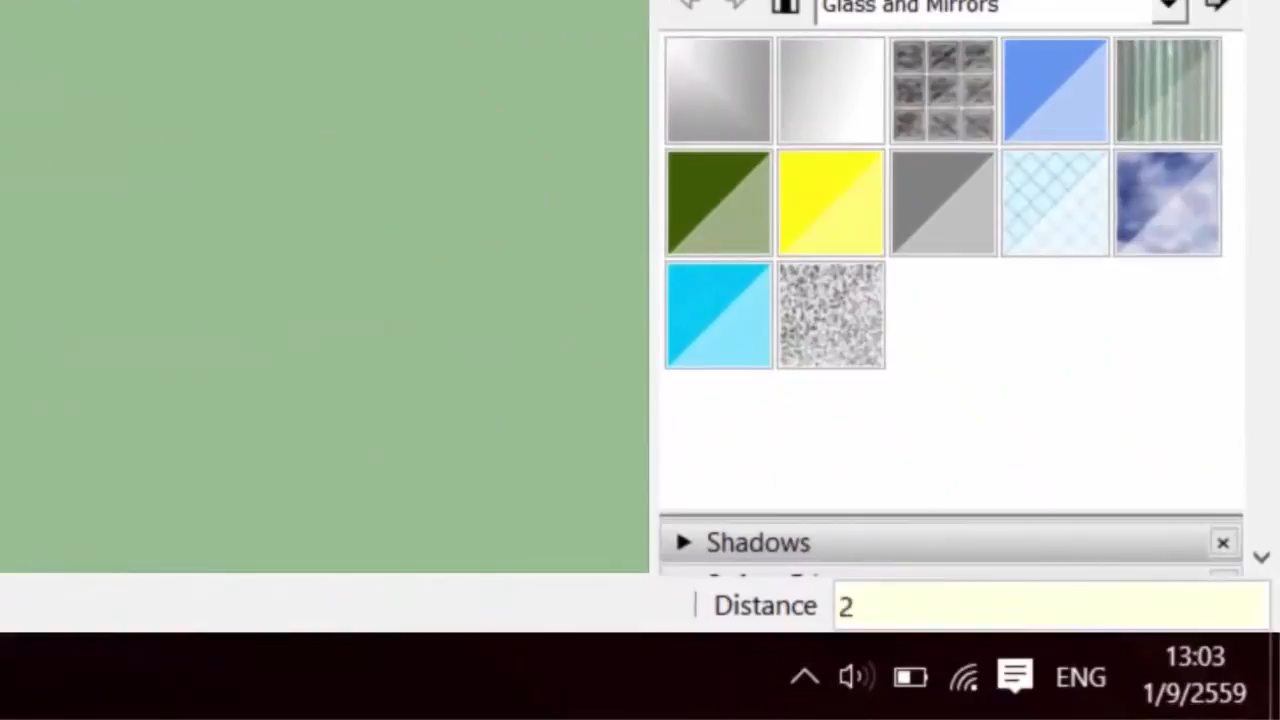 Glass and Mirrors
Shadows
Distance 2
ENG
13:03
1/9/2559